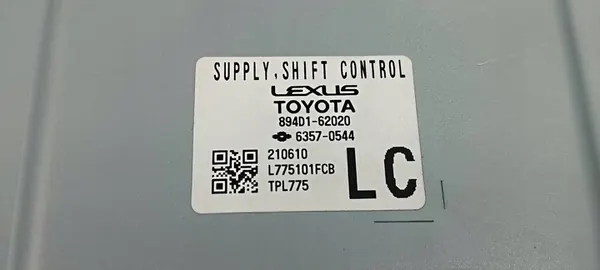 SUPPLY, SHIFT CONTROL
LEXUS
TOYOTA
894D1-62020
6357-0544
210610
L775101FCB
TPL775
LC